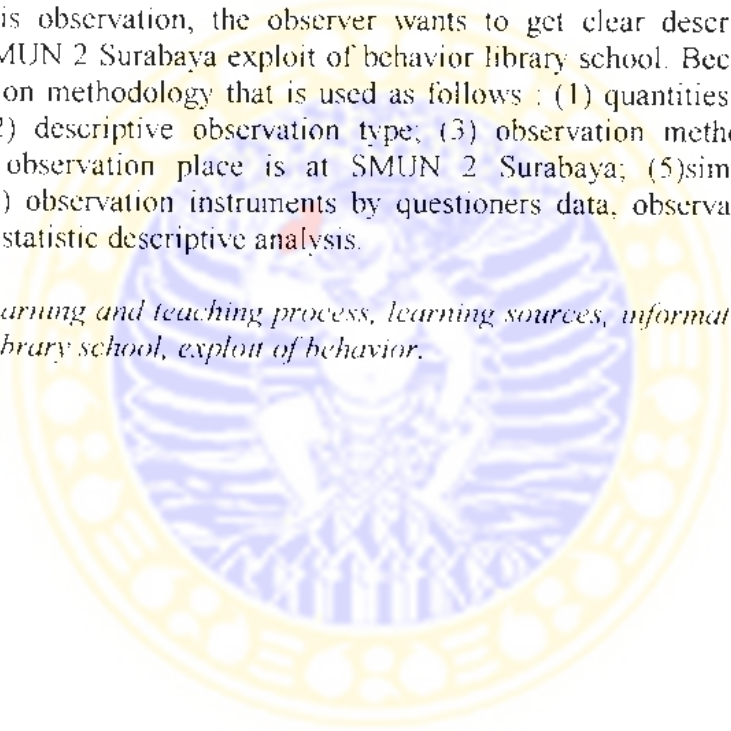 is observation, the observer wants to get clear descr
MUN 2 Surabaya exploit of behavior library school. Bec
on methodology that is used as follows : (1) quantities
2) descriptive observation type; (3) observation metho
observation place is at SMUN 2 Surabaya; (5)sim
) observation instruments by questioners data, observa
statistic descriptive analysis.
arning and teaching process, learning sources, informat
brary school, exploit of behavior.